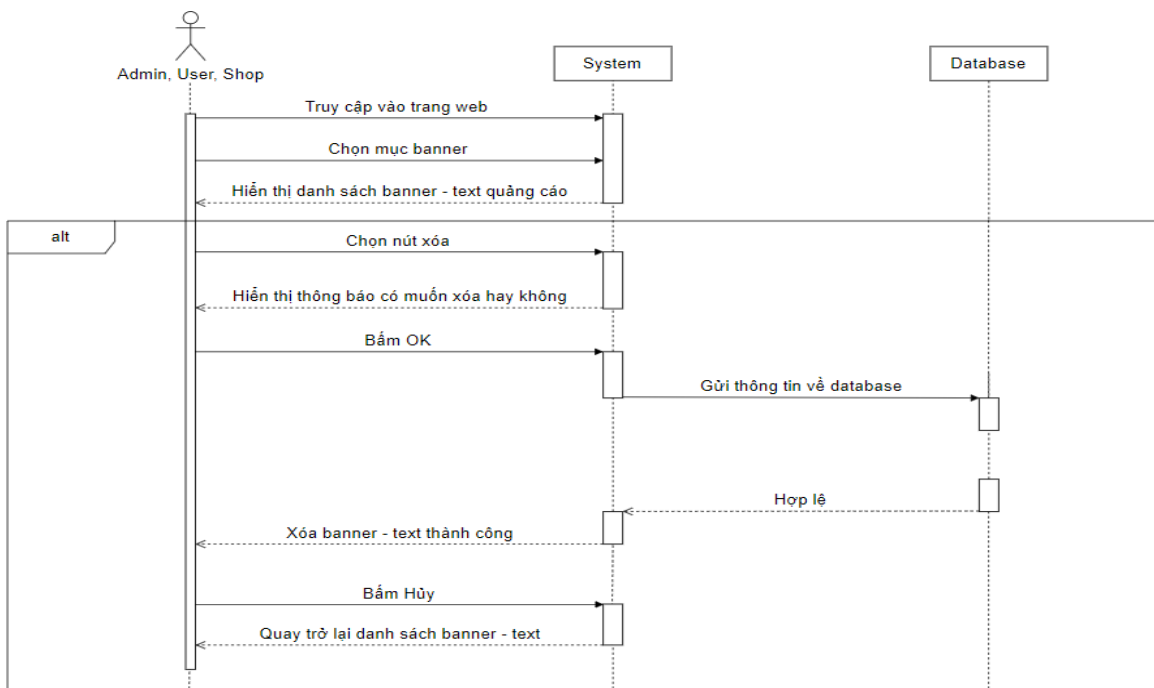 Admin, User, Shop
System
Database
Truy cập vào trang web
Chọn mục banner
Hiển thị danh sách banner - text quảng cáo
alt
Chọn nút xóa
Hiển thị thông báo có muốn xóa hay không
Bấm OK
Gửi thông tin về database
Hợp lệ
Xóa banner - text thành công
Bấm Hủy
Quay trở lại danh sách banner - text